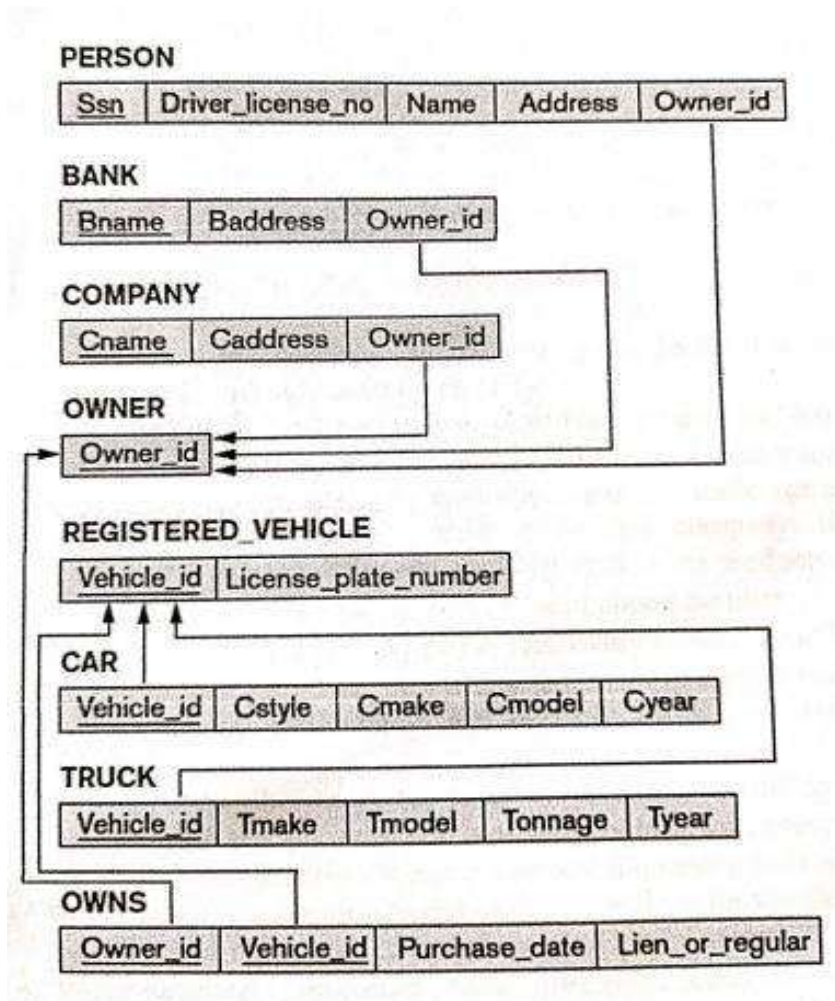 PERSON
Ssn Driver_license_no Name Address Owner_id
BANK
Bname Baddress Owner_id
COMPANY
Cname Caddress Owner_id
OWNER
Owner_id
REGISTERED_VEHICLE
Vehicle_id License_plate_number
CAR
Vehicle_id Cstyle Cmake Cmodel Cyear
TRUCK
Vehicle_id Tmake Tmodel Tonnage Tyear
OWNS
Owner_id Vehicle_id Purchase_date Lien_or_regular